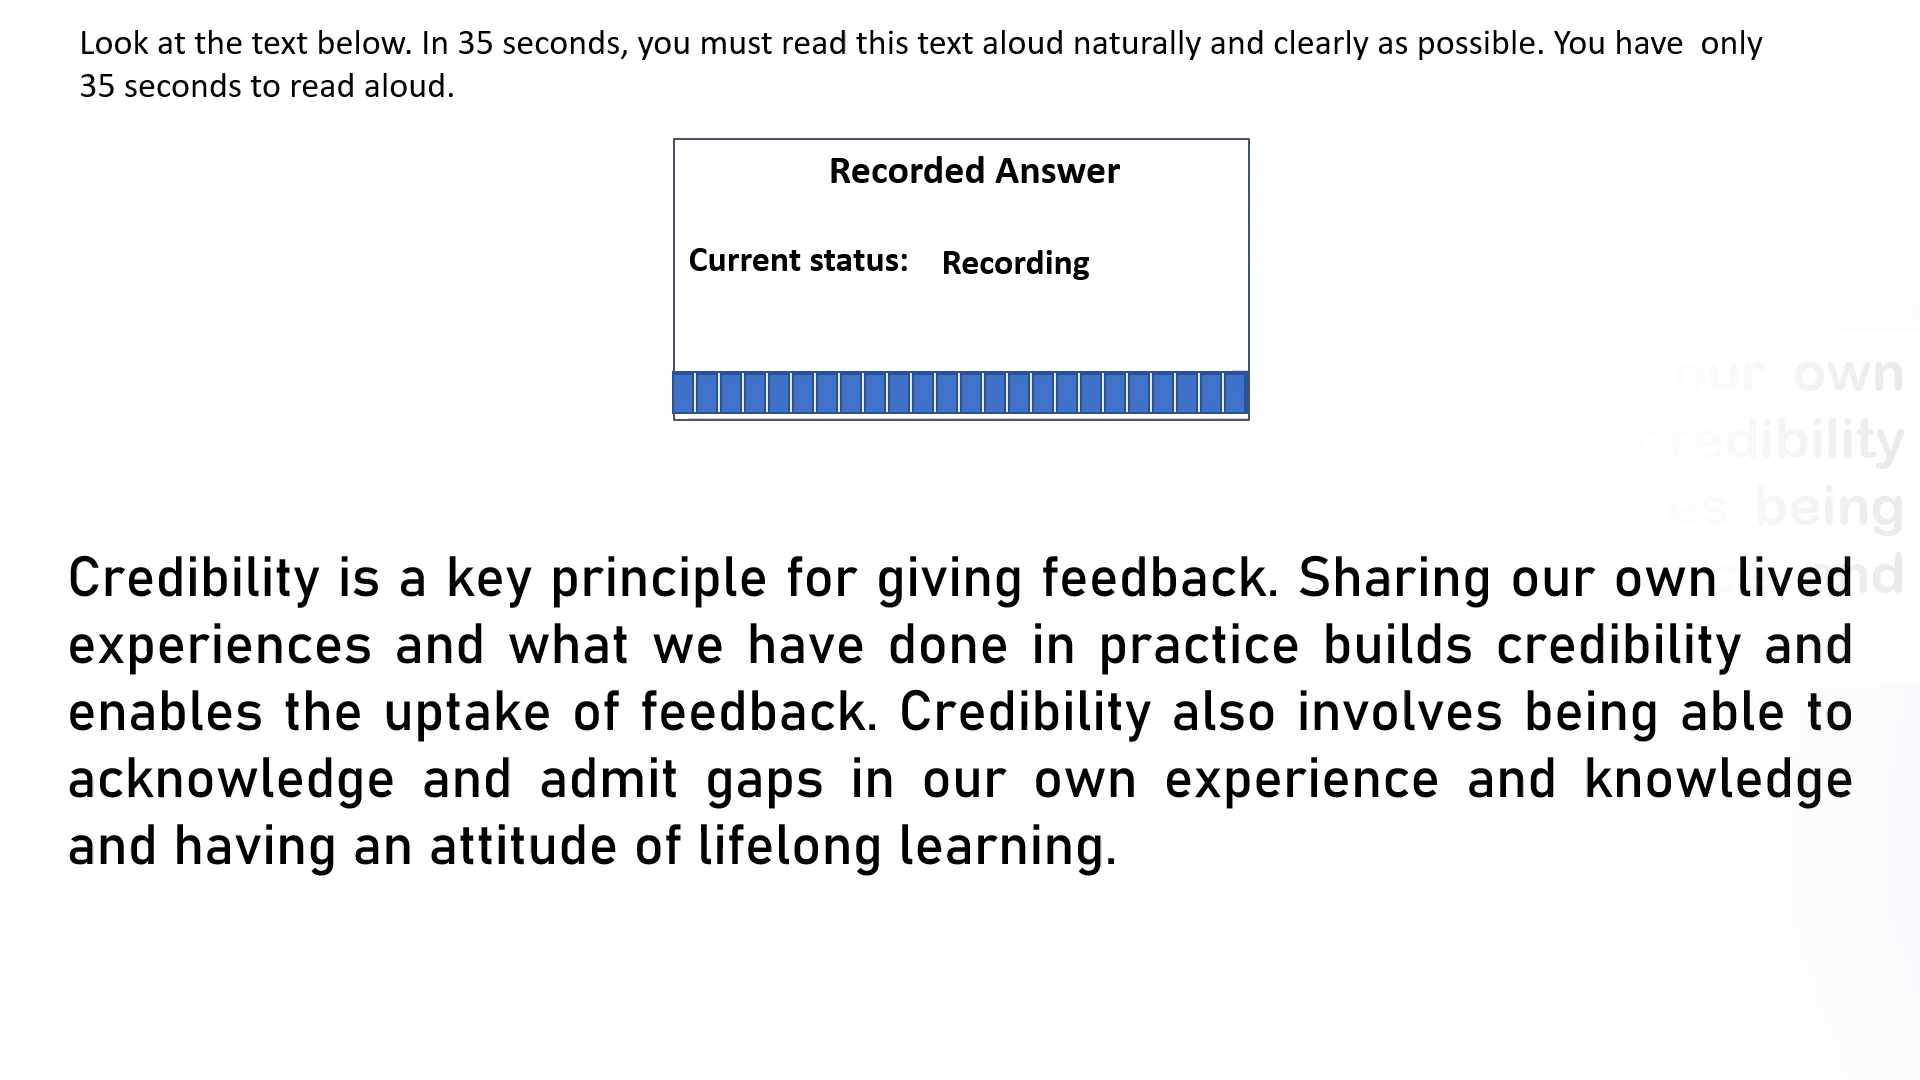 Look at the text below. In 35 seconds, you must read this text aloud naturally and clearly as possible. You have only
35 seconds to read aloud.
Recorded Answer
Current status: Recording
our own
credibility
being
Credibility is a key principle for giving feedback. Sharing our own lived
experiences and what we have done in practice builds credibility and
enables the uptake of feedback. Credibility also involves being able to
acknowledge and admit gaps in our own experience and knowledge
and having an attitude of lifelong learning.